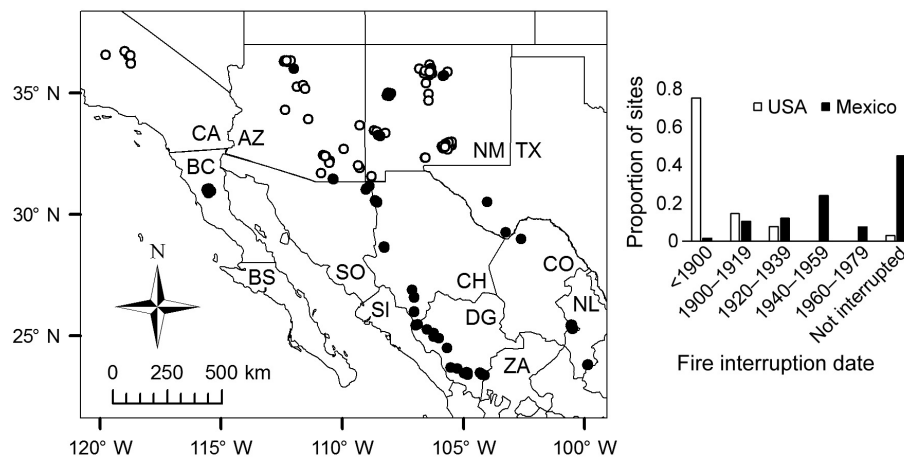 35° N
30° N
25° N
120° W
115° W
110° W
105° W
100° W
CA
AZ
NM
TX
BC
BS
SO
SI
CH
CO
DG
NL
ZA
N
0 250 500 km
Proportion of sites
0.8
0.6
0.4
0.2
0
USA
Mexico
<1900
1900–1919
1920–1939
1940–1959
1960–1979
Not interrupted
Fire interruption date